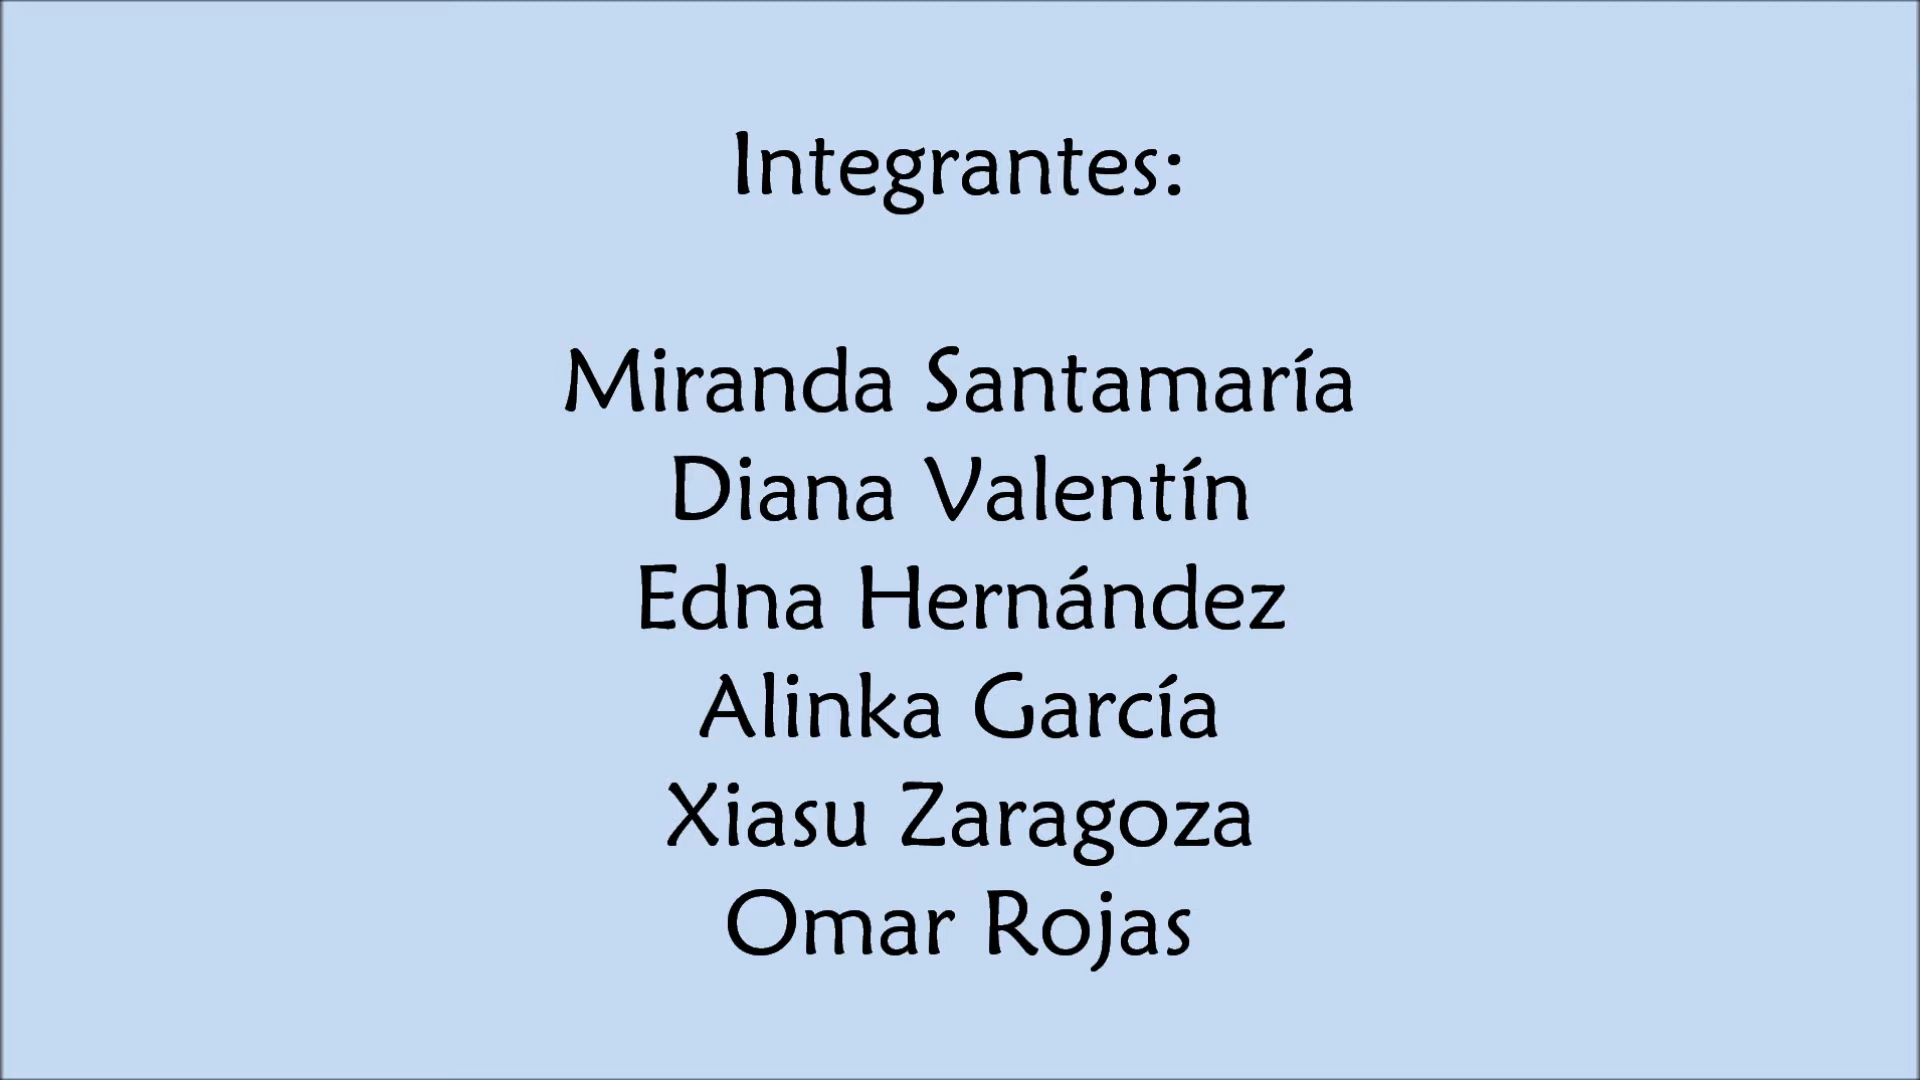 Integrantes:
Miranda Santamaría
Diana Valentín
Edna Hernández
Alinka García
Xiasu Zaragoza
Omar Rojas